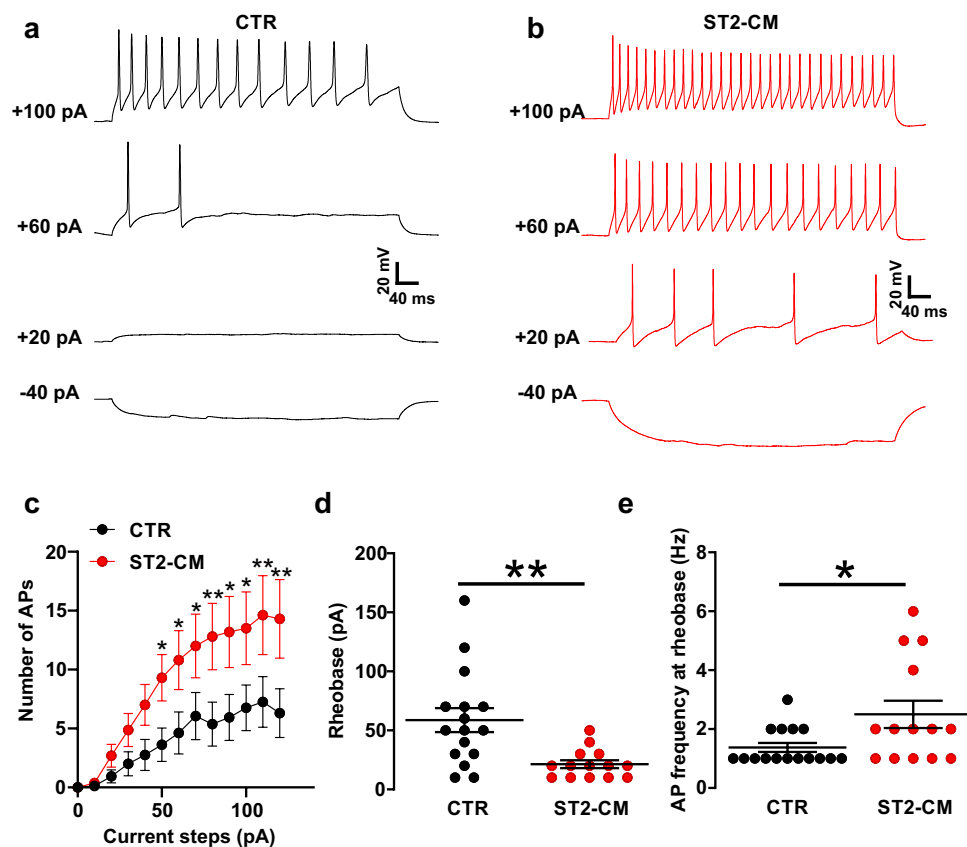 a
CTR
b
ST2-CM
+100 pA
+100 pA
+60 pA
+60 pA
20 mV
40 ms
20 mV
40 ms
+20 pA
+20 pA
-40 pA
-40 pA
c
CTR
ST2-CM
20
15
10
5
0
Number of APs
* * * ** * * ** **
0 50 100
Current steps (pA)
d
200
150
100
50
0
Rheobase (pA)
**
CTR ST2-CM
e
8
6
4
2
0
AP frequency at rheobase (Hz)
*
CTR ST2-CM